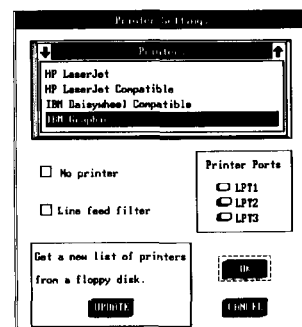 Printer Settings
Printers
HP LaserJet
HP LaserJet Compatible
IBM Daisywheel Compatible
IBM Graphic
No printer
Line feed filter
Printer Ports
LPT1
LPT2
LPT3
Get a new list of printers
from a floppy disk.
UPDATE
OK
CANCEL